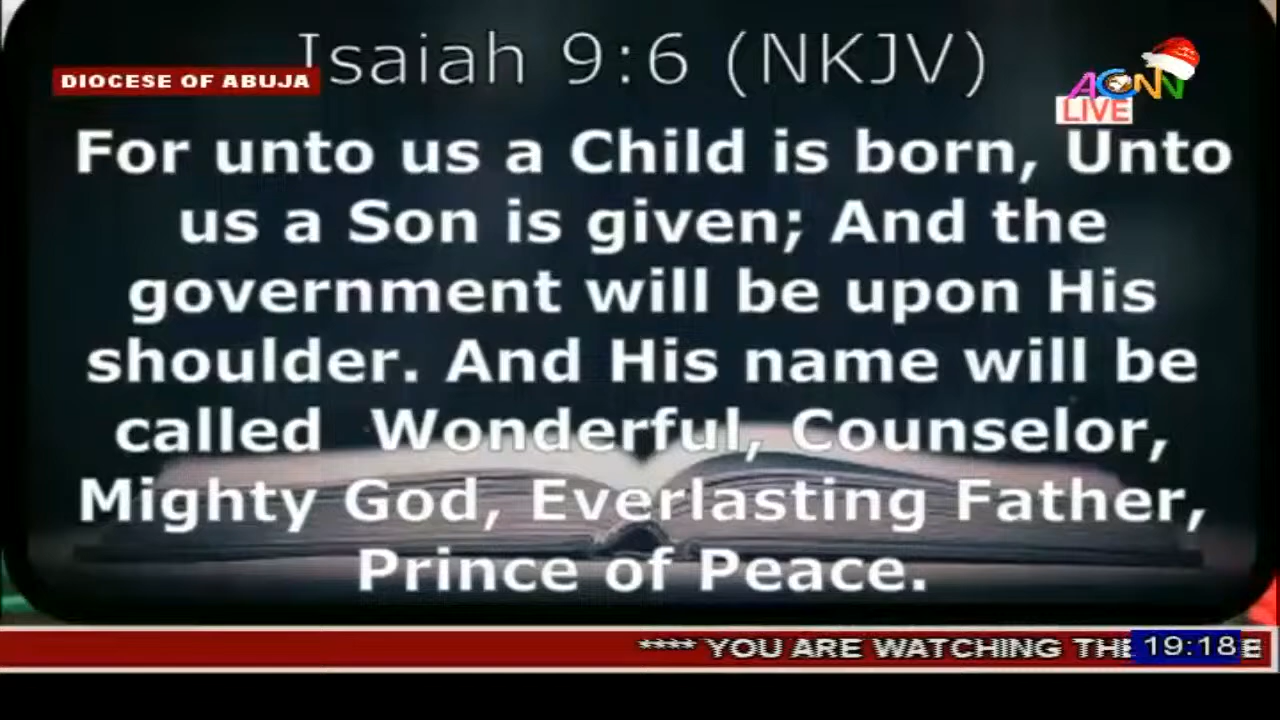 Isaiah 9:6 (NKJV)
DIOCESE OF ABUJA
ACNN
LIVE
For unto us a Child is born, Unto
us a Son is given; And the
government will be upon His
shoulder. And His name will be
called Wonderful, Counselor,
Mighty God, Everlasting Father,
Prince of Peace.
**** YOU ARE WATCHING THE 19:18